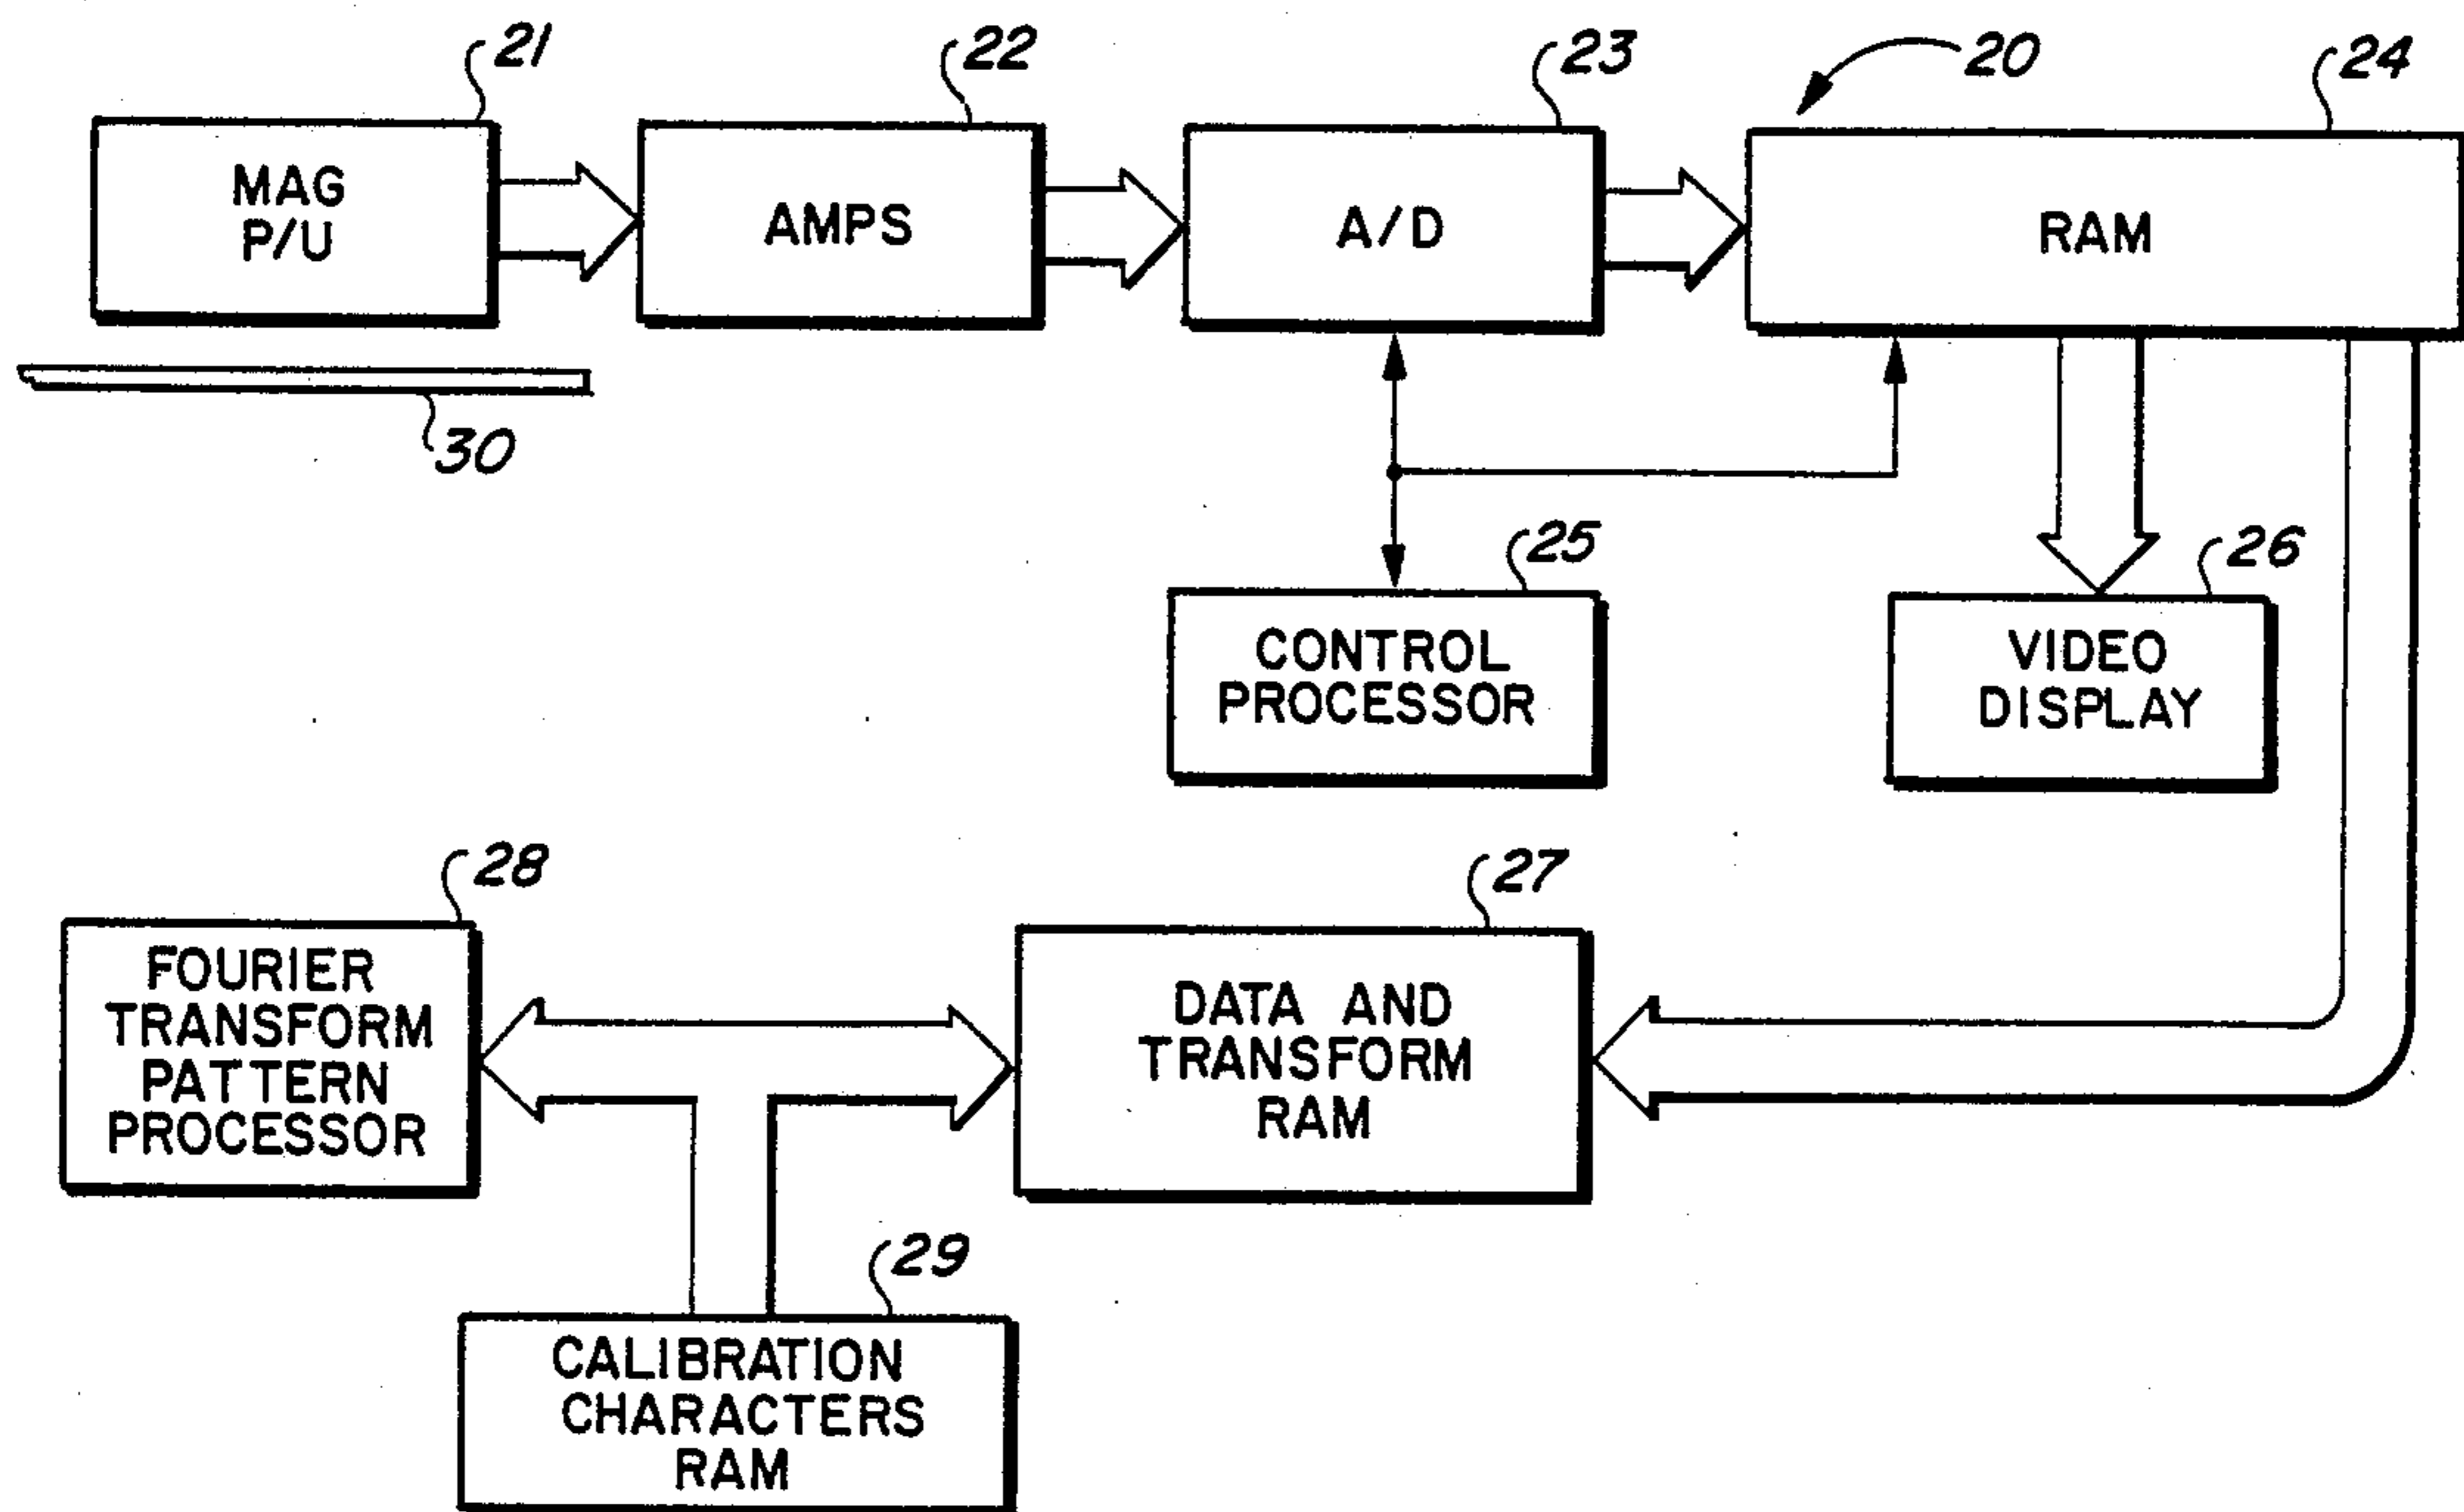 21
22
23
20
24
MAG
P/U
AMPS
A/D
RAM
30
25
26
CONTROL
PROCESSOR
VIDEO
DISPLAY
28
27
FOURIER
TRANSFORM
PATTERN
PROCESSOR
DATA AND
TRANSFORM
RAM
29
CALIBRATION
CHARACTERS
RAM